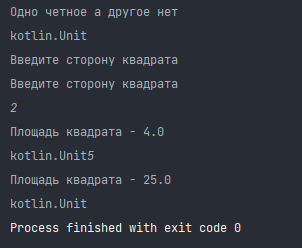 Одно четное а другое нет
kotlin.Unit
Введите сторону квадрата
Введите сторону квадрата
2
Площадь квадрата - 4.0
kotlin.Unit5
Площадь квадрата - 25.0
kotlin.Unit
Process finished with exit code 0